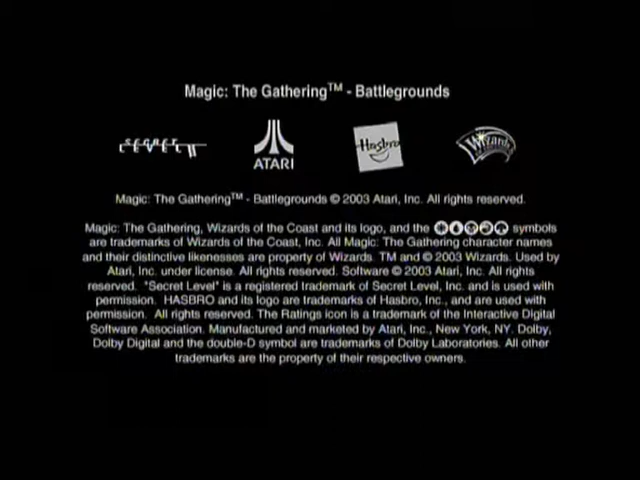 Magic: The Gathering™ - Battlegrounds
SECRET LEVEL
ATARI
Hasbro
Wizards
Magic: The Gathering™ - Battlegrounds © 2003 Atari, Inc. All rights reserved.
Magic: The Gathering, Wizards of the Coast and its logo, and the symbols
are trademarks of Wizards of the Coast, Inc. All Magic: The Gathering character names
and their distinctive likenesses are property of Wizards. TM and © 2003 Wizards. Used by
Atari, Inc. under license. All rights reserved. Software © 2003 Atari, Inc. All rights
reserved. "Secret Level" is a registered trademark of Secret Level, Inc. and is used with
permission. HASBRO and its logo are trademarks of Hasbro, Inc., and are used with
permission. All rights reserved. The Ratings icon is a trademark of the Interactive Digital
Software Association. Manufactured and marketed by Atari, Inc., New York, NY. Dolby,
Dolby Digital and the double-D symbol are trademarks of Dolby Laboratories. All other
trademarks are the property of their respective owners.